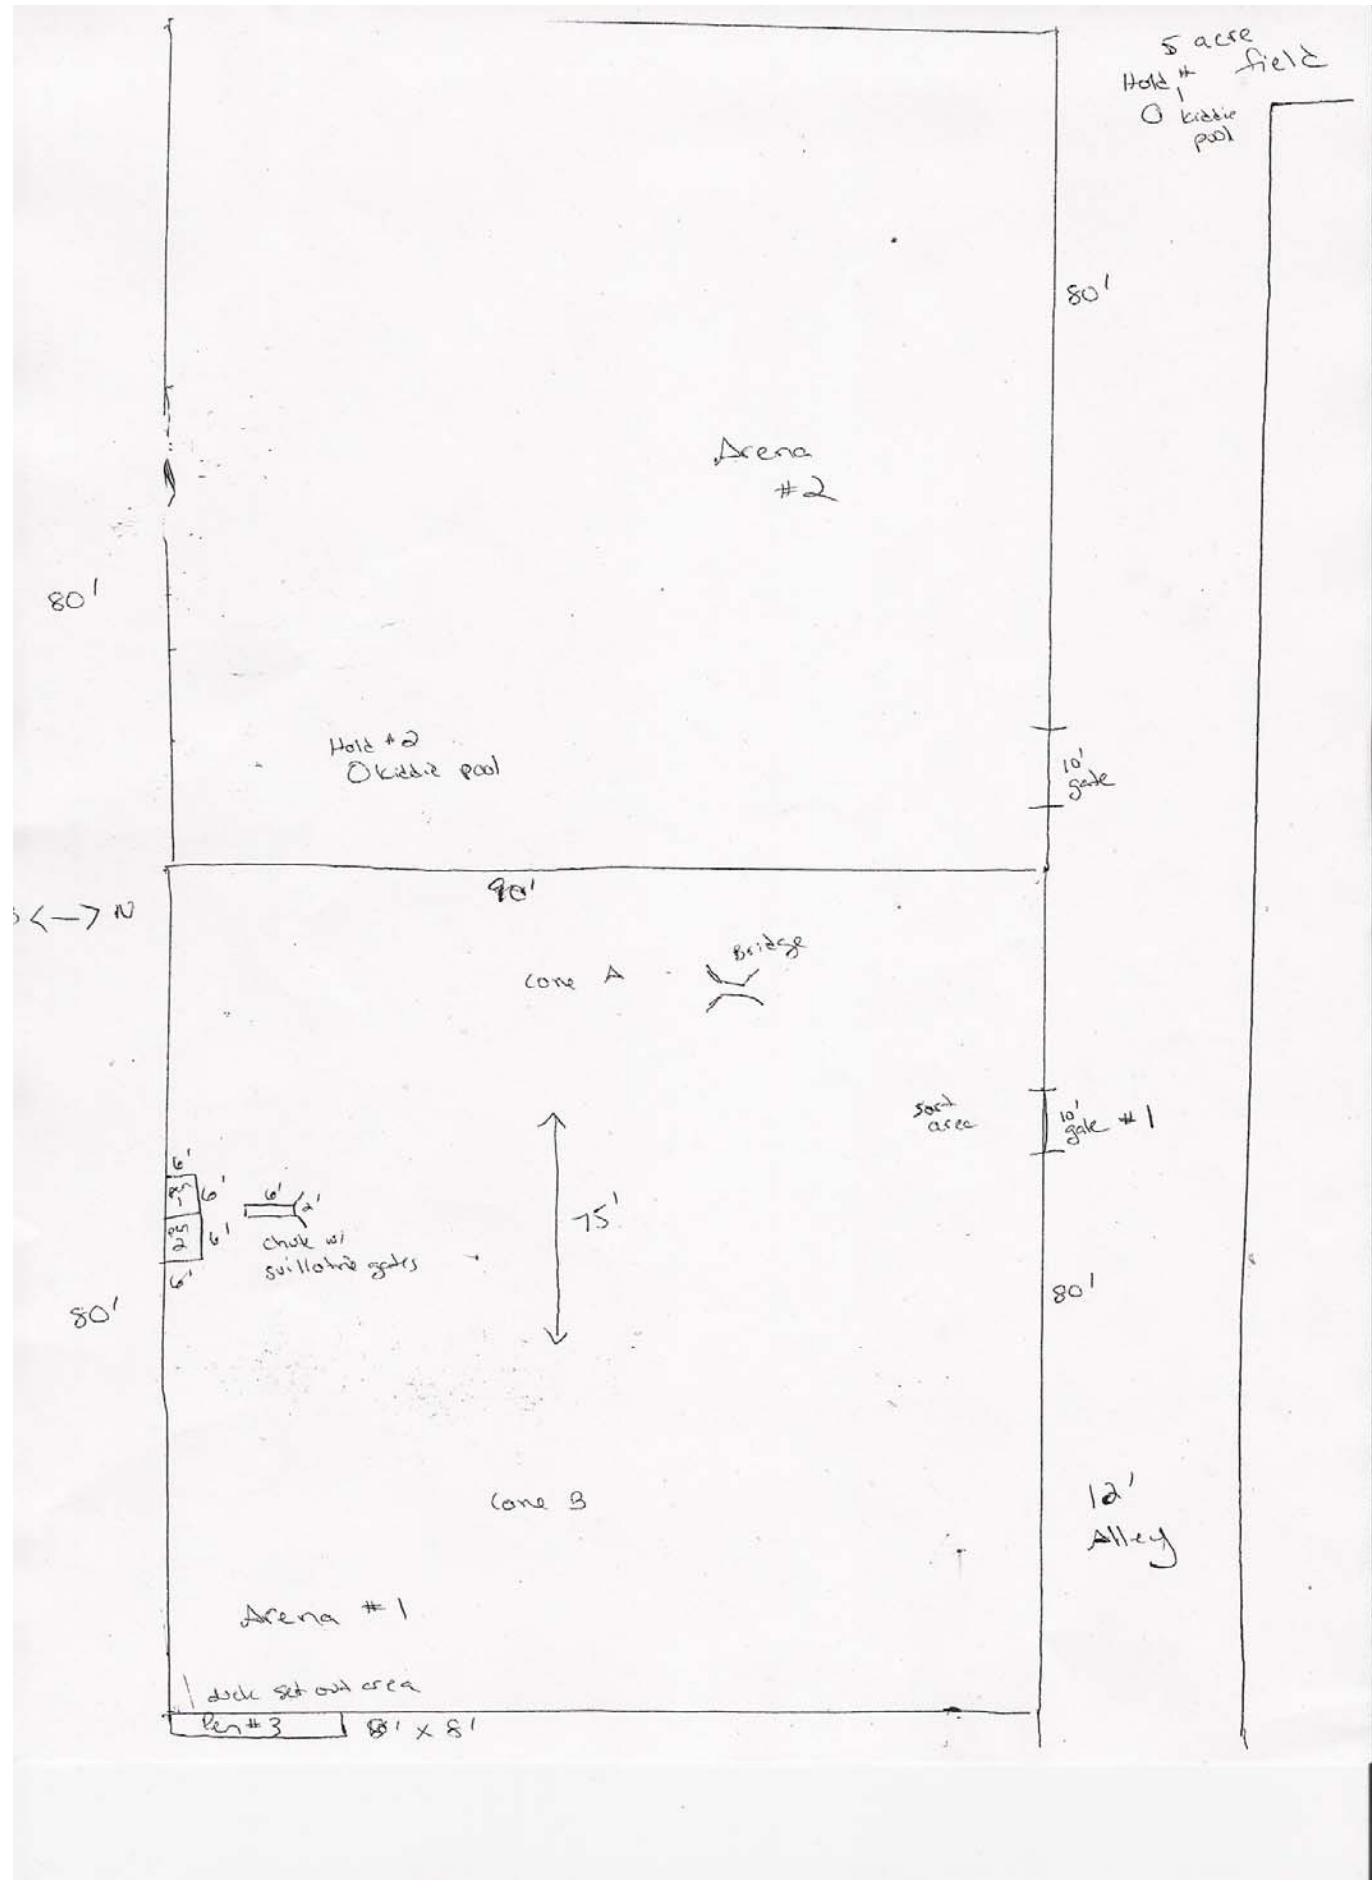 5 acre
field
Hold #
1
O kiddie
pool
80'
Arena
#2
80'
Hold #2
O kiddie pool
10'
gate
90'
S <--> N
Bridge
Cone A
sort
area
10'
gate #1
6'
pen
1
6'
6'
2'
75'
pen
2
6'
chute w/
guillotine gates
6'
80'
80'
Cone B
12'
Alley
Arena #1
duck set out area
Pen #3
8' x 8'